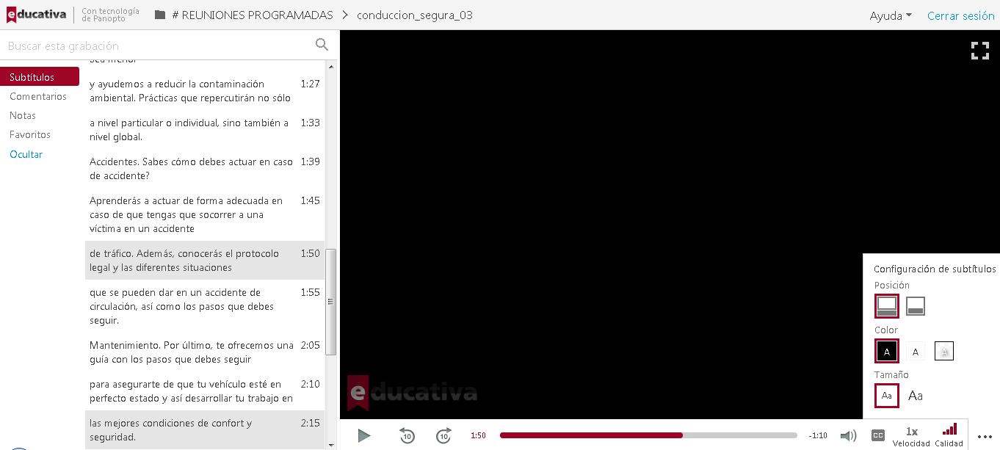 educativa
Con tecnología
de Panopto
# REUNIONES PROGRAMADAS
conduccion_segura_03
Ayuda
Cerrar sesión
Buscar esta grabación
Subtítulos
Comentarios
Notas
Favoritos
Ocultar
y ayudemos a reducir la contaminación 1:27
ambiental. Prácticas que repercutirán no sólo
a nivel particular o individual, sino también a 1:33
nivel global.
Accidentes. Sabes cómo debes actuar en caso 1:39
de accidente?
Aprenderás a actuar de forma adecuada en 1:45
caso de que tengas que socorrer a una
víctima en un accidente
de tráfico. Además, conocerás el protocolo 1:50
legal y las diferentes situaciones
que se pueden dar en un accidente de 1:55
circulación, así como los pasos que debes
seguir.
Mantenimiento. Por último, te ofrecemos una 2:05
guía con los pasos que debes seguir
para asegurarte de que tu vehículo esté en 2:10
perfecto estado y así desarrollar tu trabajo en
las mejores condiciones de confort y 2:15
seguridad.
educativa
Configuración de subtítulos
Posición
Color
A A A
Tamaño
Aa Aa
10
10
1:50
-1:10
CC
1x
Velocidad
Calidad